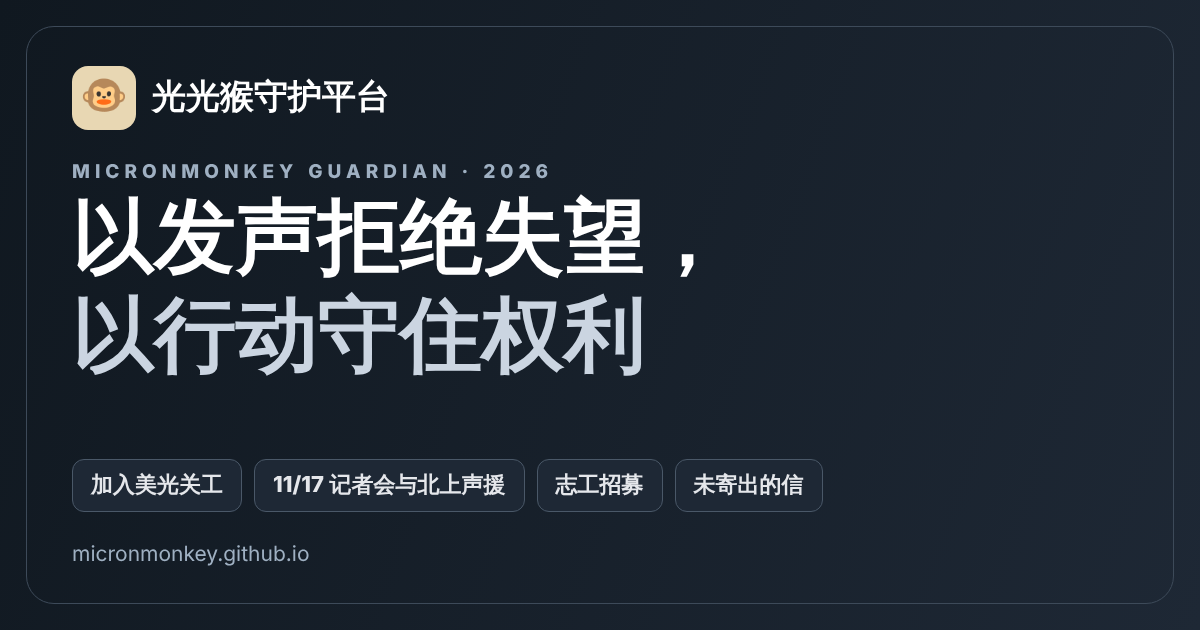 光光猴守护平台
MICRONMONKEY GUARDIAN · 2026
以发声拒绝失望，
以行动守住权利
加入美光关工
11/17 记者会与北上声援
志工招募
未寄出的信
micronmonkey.github.io